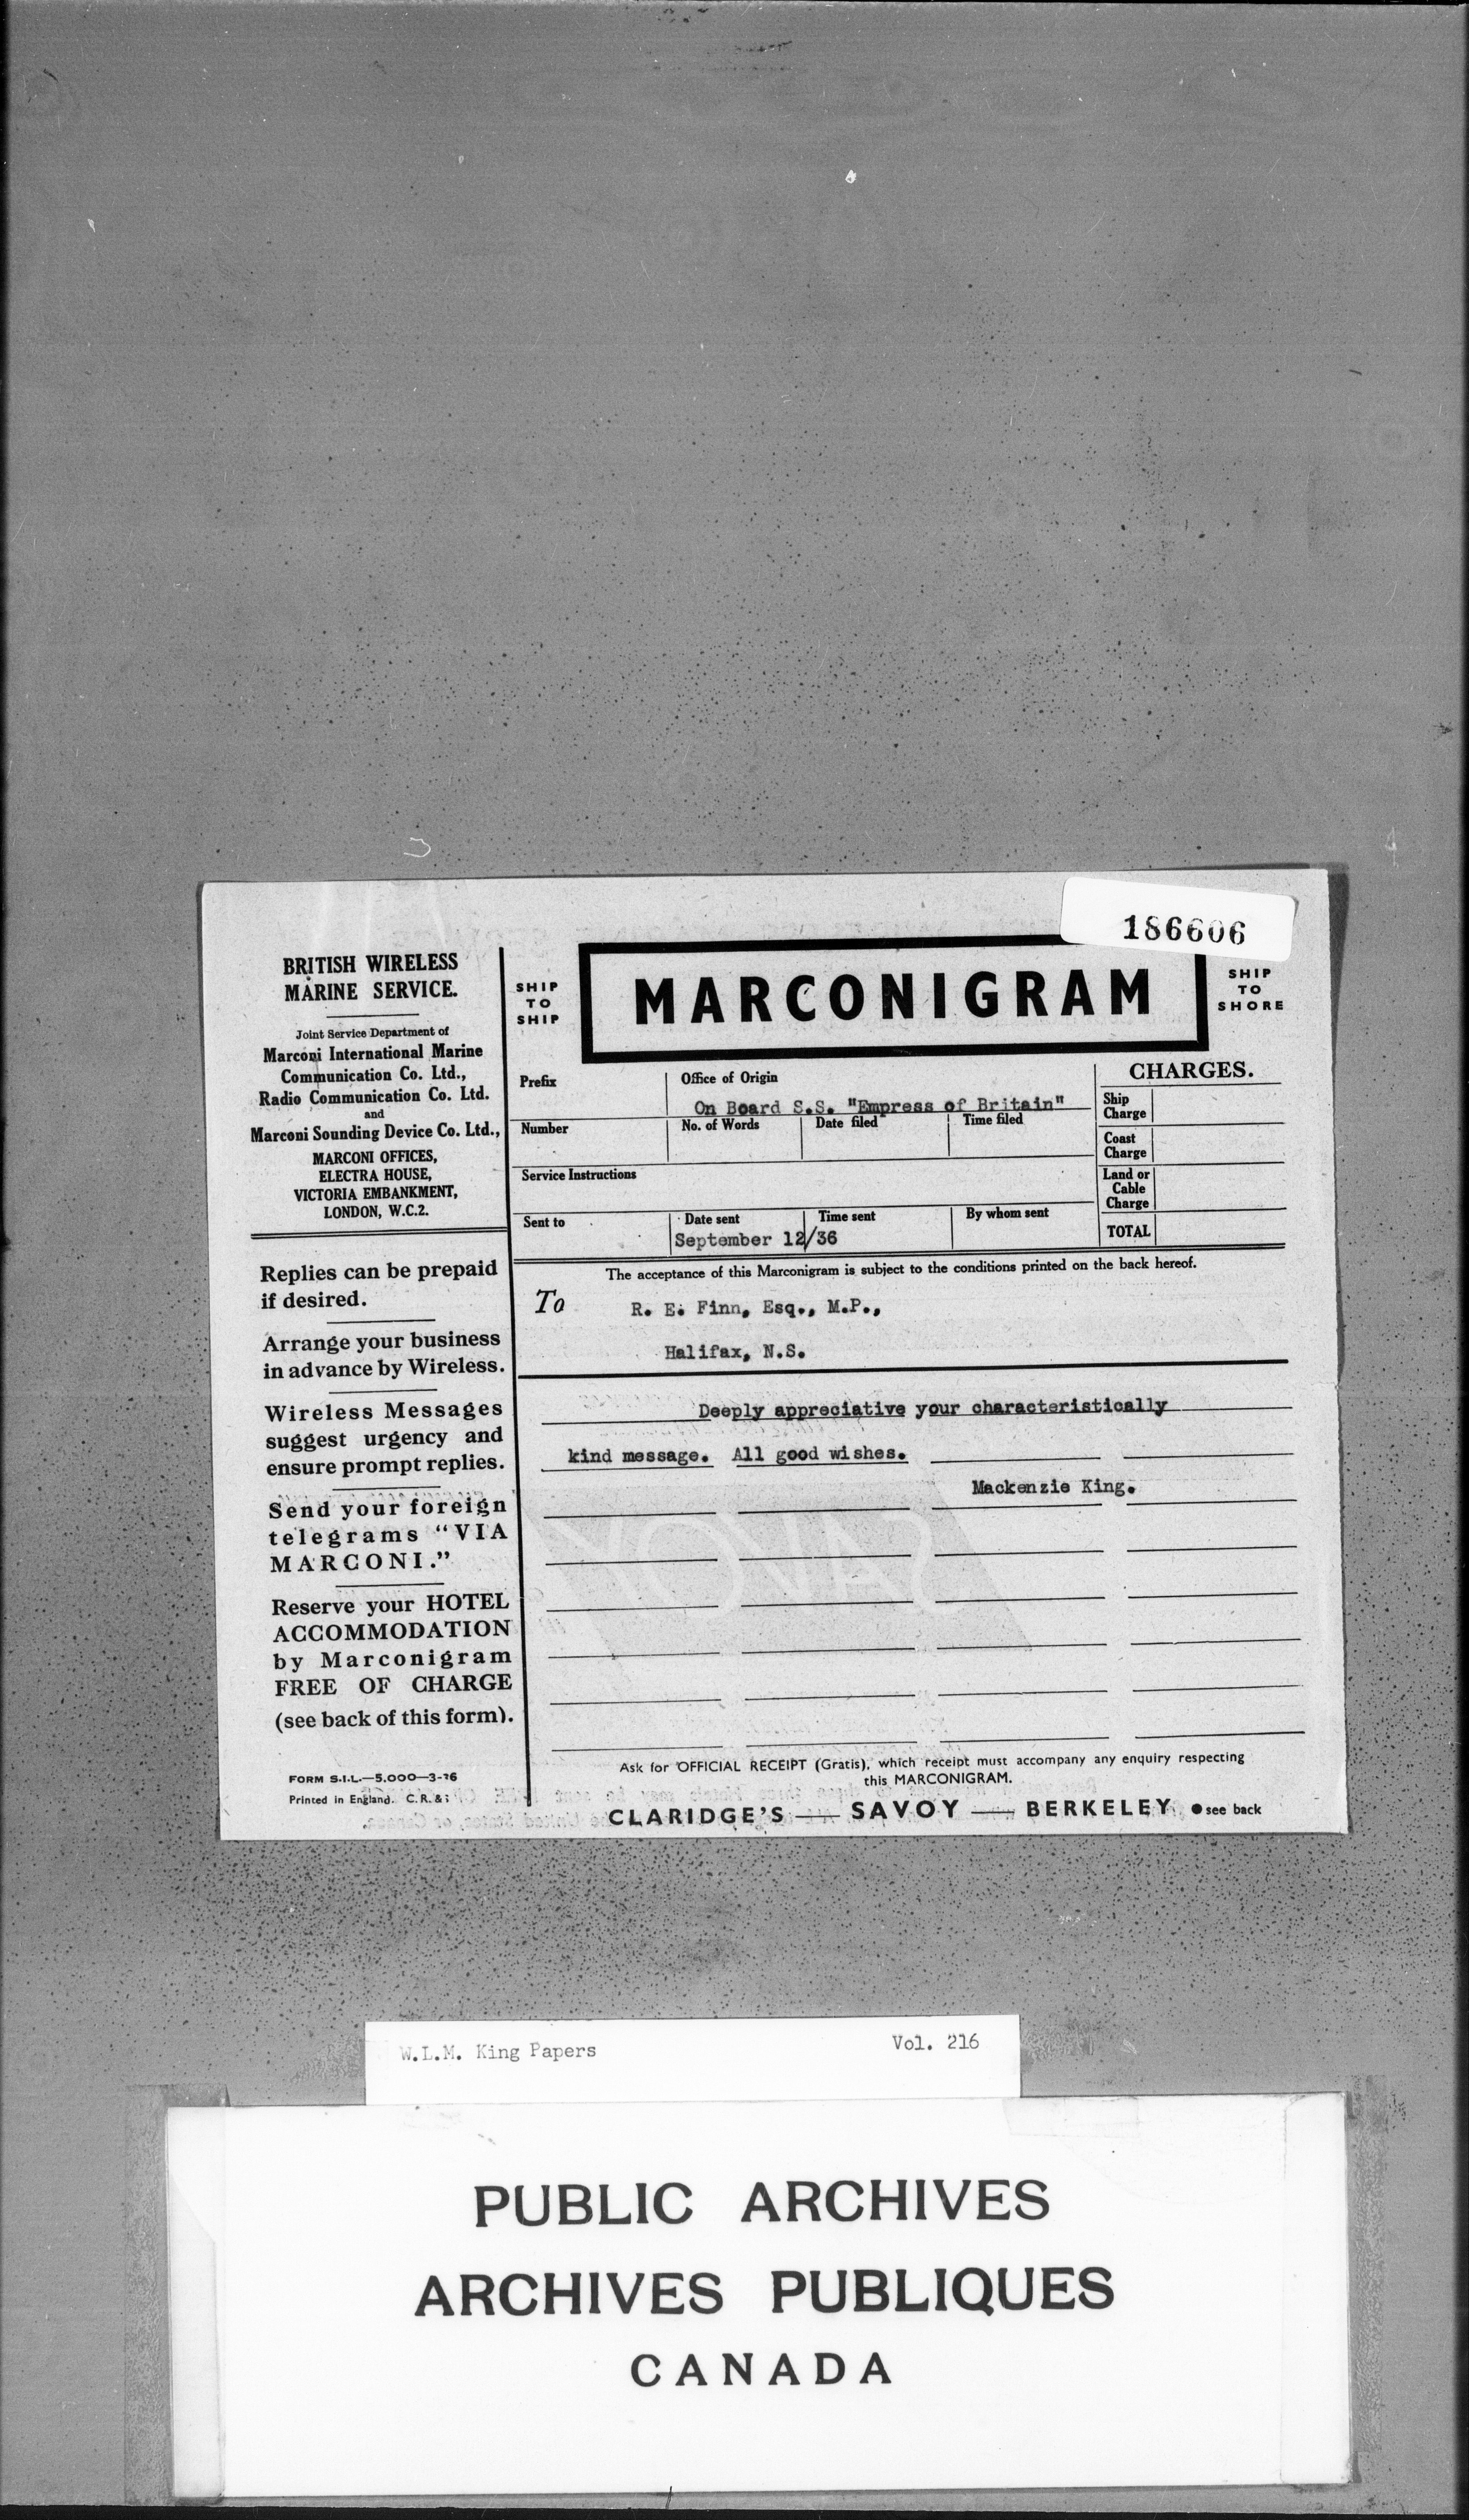 186606
BRITISH WIRELESS
MARINE SERVICE.
Joint Service Department of
Marconi International Marine
Communication Co. Ltd.,
Radio Communication Co. Ltd.
and
Marconi Sounding Device Co. Ltd.,
MARCONI OFFICES,
ELECTRA HOUSE,
VICTORIA EMBANKMENT,
LONDON, W.C.2.
Replies can be prepaid
if desired.
Arrange your business
in advance by Wireless.
Wireless Messages
suggest urgency and
ensure prompt replies.
Send your foreign
telegrams "VIA
MARCONI."
Reserve your HOTEL
ACCOMMODATION
by Marconigram
FREE OF CHARGE
(see back of this form).
FORM S.I.L.—5,000—3-36
Printed in England. C.R. &
SHIP
TO
SHIP
MARCONIGRAM
SHIP
TO
SHORE
Prefix
Office of Origin
On Board S.S. "Empress of Britain"
CHARGES.
Ship
Charge
Number
No. of Words
Date filed
Time filed
Coast
Charge
Service Instructions
Land or
Cable
Charge
Sent to
Date sent
Time sent
By whom sent
September 12/36
TOTAL
The acceptance of this Marconigram is subject to the conditions printed on the back hereof.
To
R. E. Finn, Esq., M.P.,
Halifax, N.S.
Deeply appreciative your characteristically
kind message. All good wishes.
Mackenzie King.
Ask for OFFICIAL RECEIPT (Gratis), which receipt must accompany any enquiry respecting
this MARCONIGRAM.
CLARIDGE'S — SAVOY — BERKELEY ● see back
W.L.M. King Papers
Vol. 216
PUBLIC ARCHIVES
ARCHIVES PUBLIQUES
CANADA